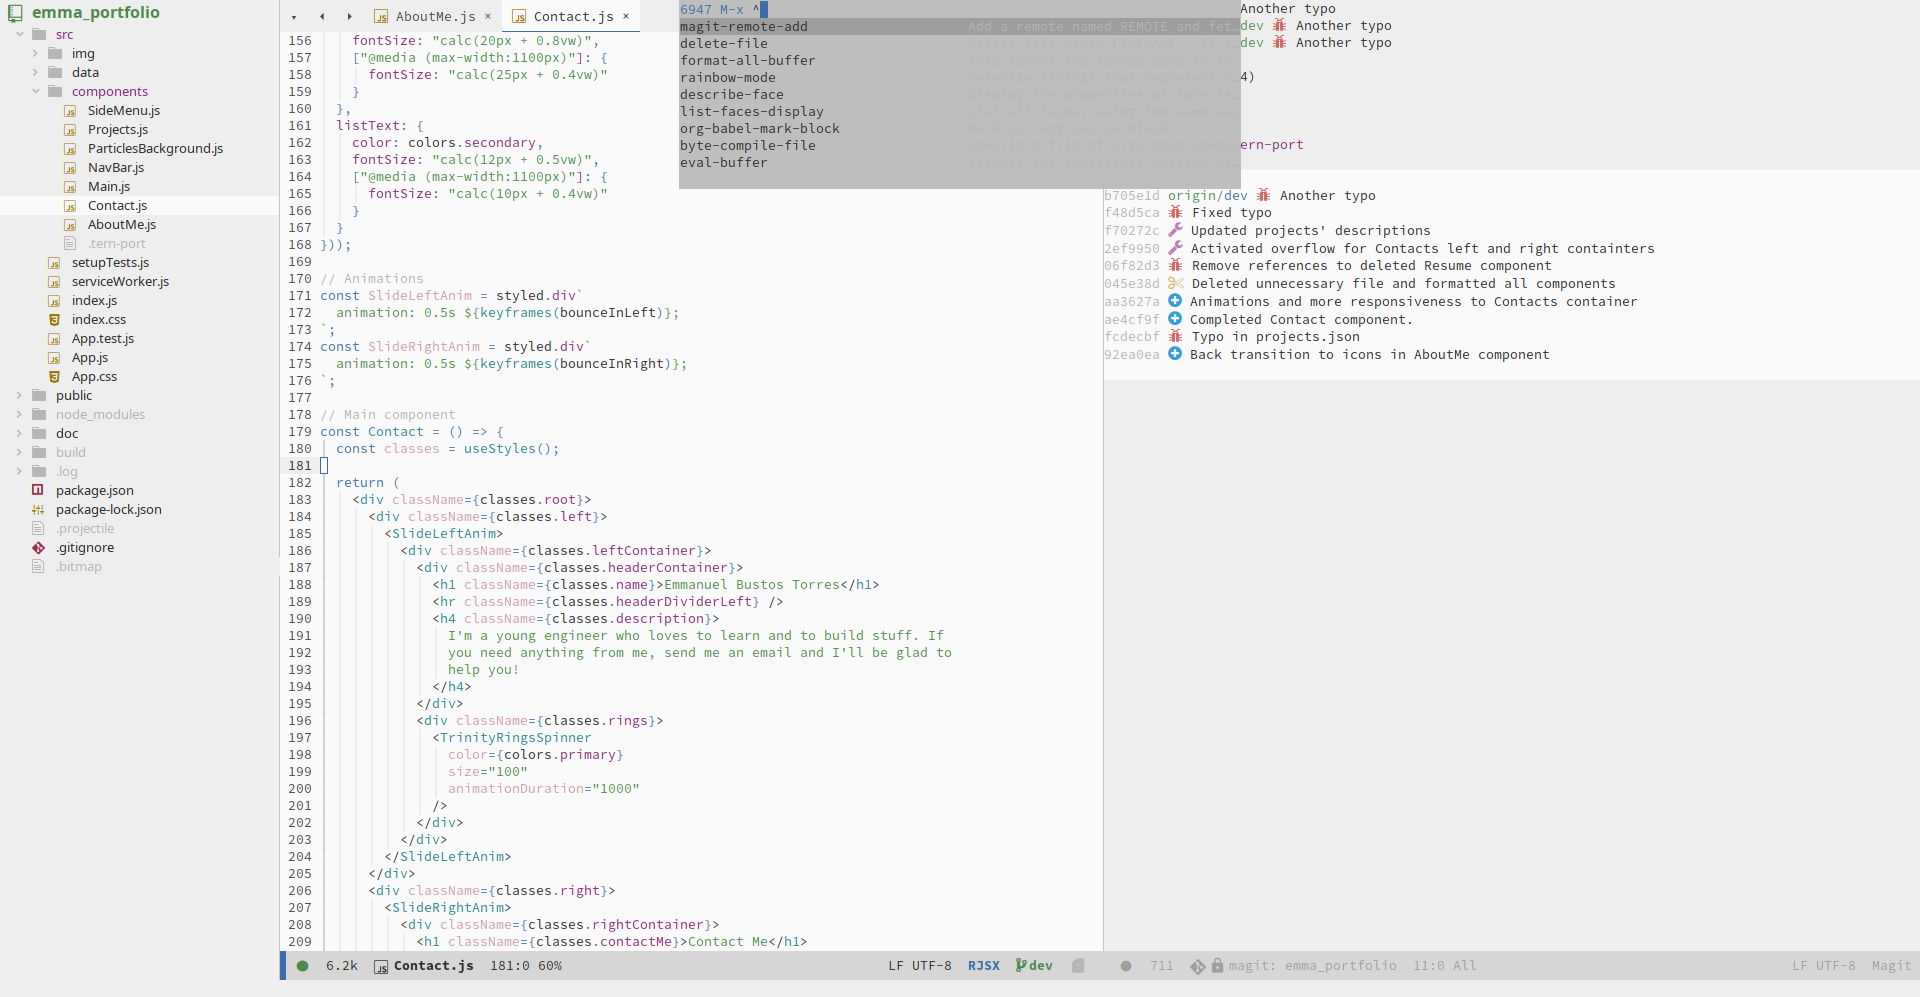 emma_portfolio
src
img
data
components
SideMenu.js
Projects.js
ParticlesBackground.js
NavBar.js
Main.js
Contact.js
AboutMe.js
.tern-port
setupTests.js
serviceWorker.js
index.js
index.css
App.test.js
App.js
App.css
public
node_modules
doc
build
.log
package.json
package-lock.json
.projectile
.gitignore
.bitmap
AboutMe.js ×
Contact.js ×
156     fontSize: "calc(20px + 0.8vw)",
157     ["@media (max-width:1100px)"]: {
158       fontSize: "calc(25px + 0.4vw)"
159     }
160   },
161   listText: {
162     color: colors.secondary,
163     fontSize: "calc(12px + 0.5vw)",
164     ["@media (max-width:1100px)"]: {
165       fontSize: "calc(10px + 0.4vw)"
166     }
167   }
168 }));
169
170 // Animations
171 const SlideLeftAnim = styled.div`
172   animation: 0.5s ${keyframes(bounceInLeft)};
173 `;
174 const SlideRightAnim = styled.div`
175   animation: 0.5s ${keyframes(bounceInRight)};
176 `;
177
178 // Main component
179 const Contact = () => {
180   const classes = useStyles();
181
182   return (
183     <div className={classes.root}>
184       <div className={classes.left}>
185         <SlideLeftAnim>
186           <div className={classes.leftContainer}>
187             <div className={classes.headerContainer}>
188               <h1 className={classes.name}>Emmanuel Bustos Torres</h1>
189               <hr className={classes.headerDividerLeft} />
190               <h4 className={classes.description}>
191                 I'm a young engineer who loves to learn and to build stuff. If
192                 you need anything from me, send me an email and I'll be glad to
193                 help you!
194               </h4>
195             </div>
196             <div className={classes.rings}>
197               <TrinityRingsSpinner
198                 color={colors.primary}
199                 size="100"
200                 animationDuration="1000"
201               />
202             </div>
203           </div>
204         </SlideLeftAnim>
205       </div>
206       <div className={classes.right}>
207         <SlideRightAnim>
208           <div className={classes.rightContainer}>
209             <h1 className={classes.contactMe}>Contact Me</h1>
6947 M-x ^
magit-remote-add Add a remote named REMOTE and fet…
delete-file Delete file named FILENAME.
format-all-buffer Auto-format the source code in th…
rainbow-mode Colorize strings that represent c
describe-face Display the properties of face FA…
list-faces-display List all faces, using the same sa…
org-babel-mark-block Mark current source block.
byte-compile-file Compile a file of Lisp code named
eval-buffer Execute the accessible portion of…
Another typo
dev Another typo
dev Another typo
4)
ern-port
b705e1d origin/dev Another typo
f48d5ca Fixed typo
f70272c Updated projects' descriptions
2ef9950 Activated overflow for Contacts left and right containters
06f82d3 Remove references to deleted Resume component
045e38d Deleted unnecessary file and formatted all components
aa3627a Animations and more responsiveness to Contacts container
ae4cf9f Completed Contact component.
fcdecbf Typo in projects.json
92ea0ea Back transition to icons in AboutMe component
6.2k Contact.js 181:0 60% LF UTF-8 RJSX dev
711 magit: emma_portfolio 11:0 All LF UTF-8 Magit